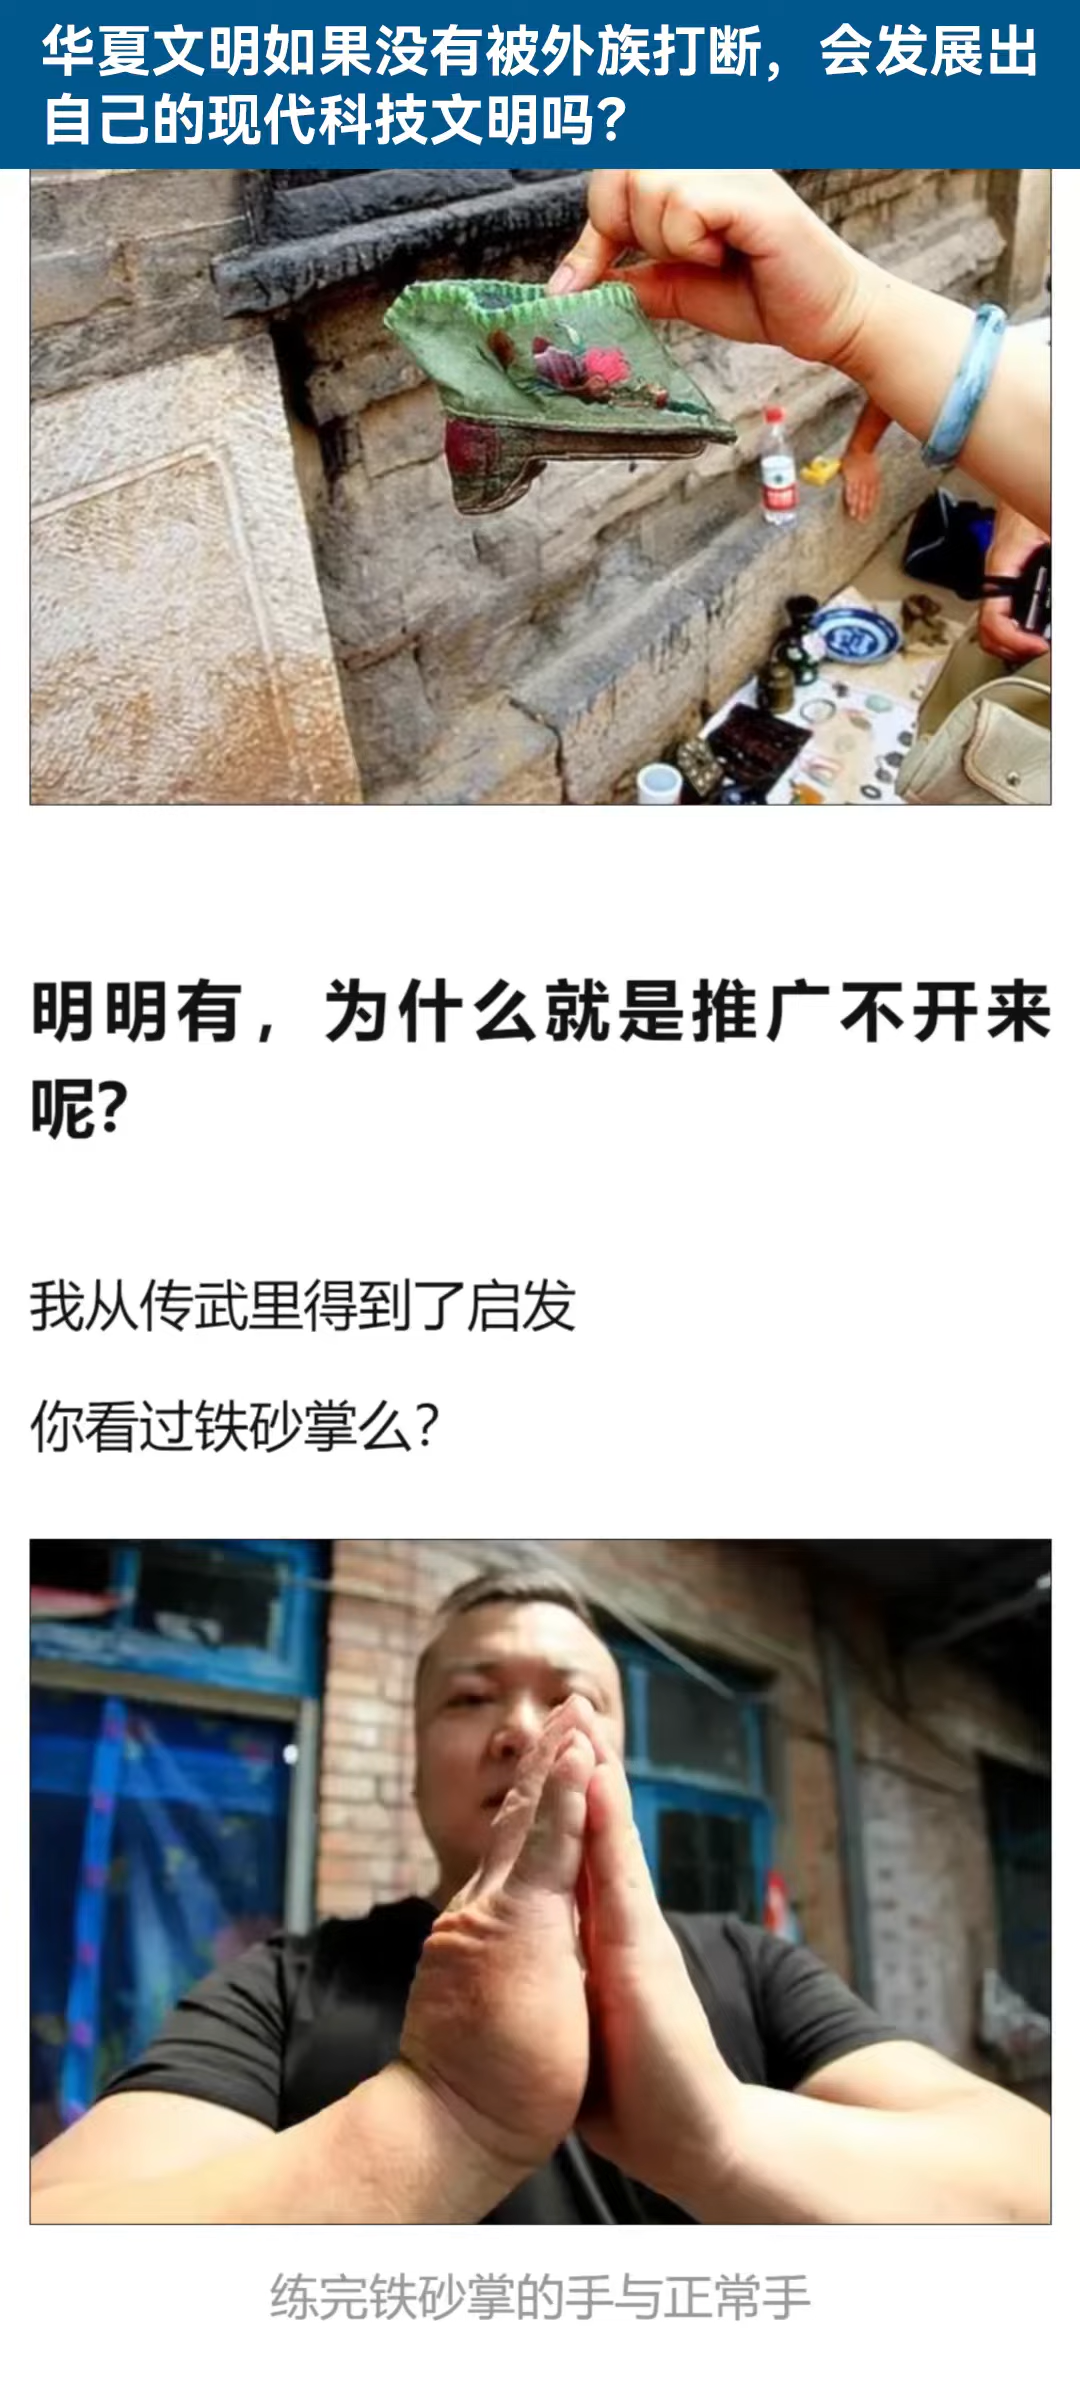 华夏文明如果没有被外族打断，会发展出
自己的现代科技文明吗？
明明有，为什么就是推广不开来
呢？
我从传武里得到了启发
你看过铁砂掌么？
练完铁砂掌的手与正常手